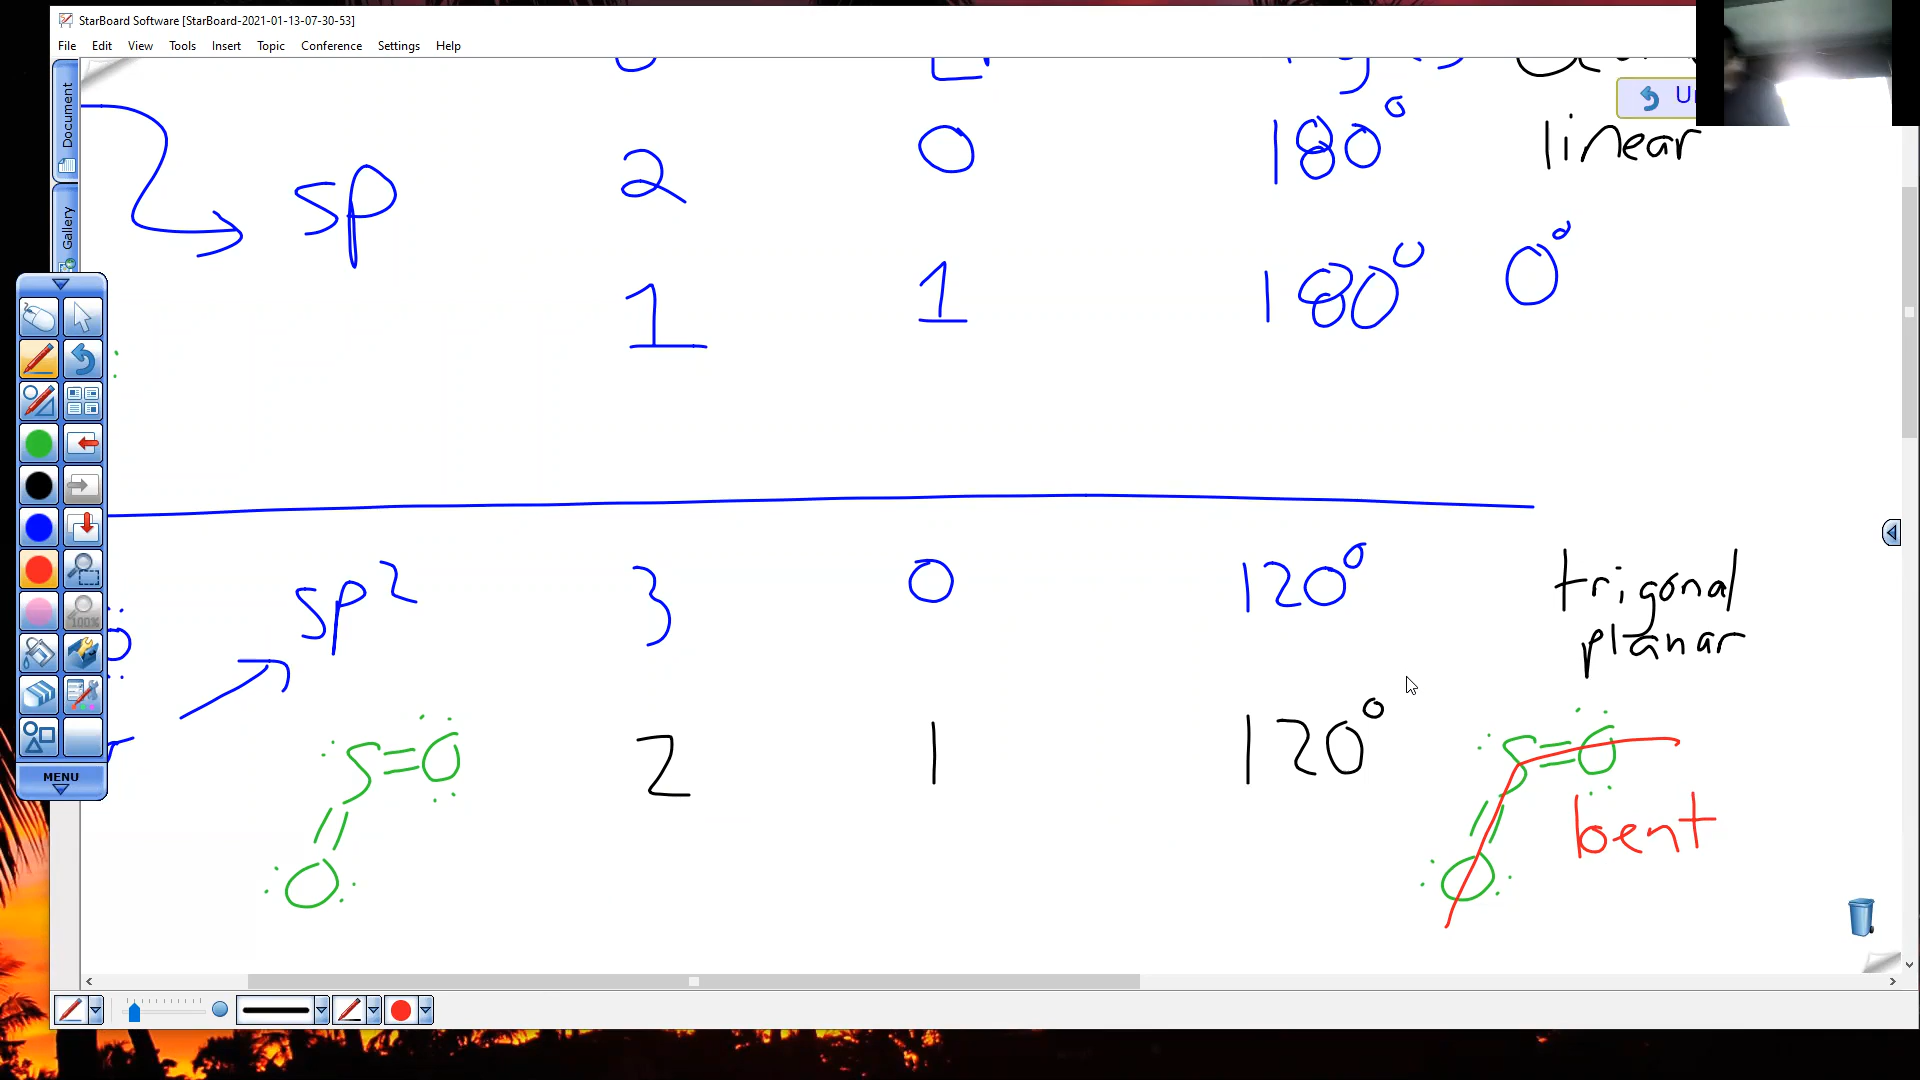 StarBoard Software [StarBoard-2021-01-13-07-30-53]
File Edit View Tools Insert Topic Conference Settings Help
Document
Gallery
sp 2 0 180° linear
1 1 180° 0°
sp² 3 0 120° trigonal
planar
S=O 2 1 120° S=O
bent
O O
100%
MENU